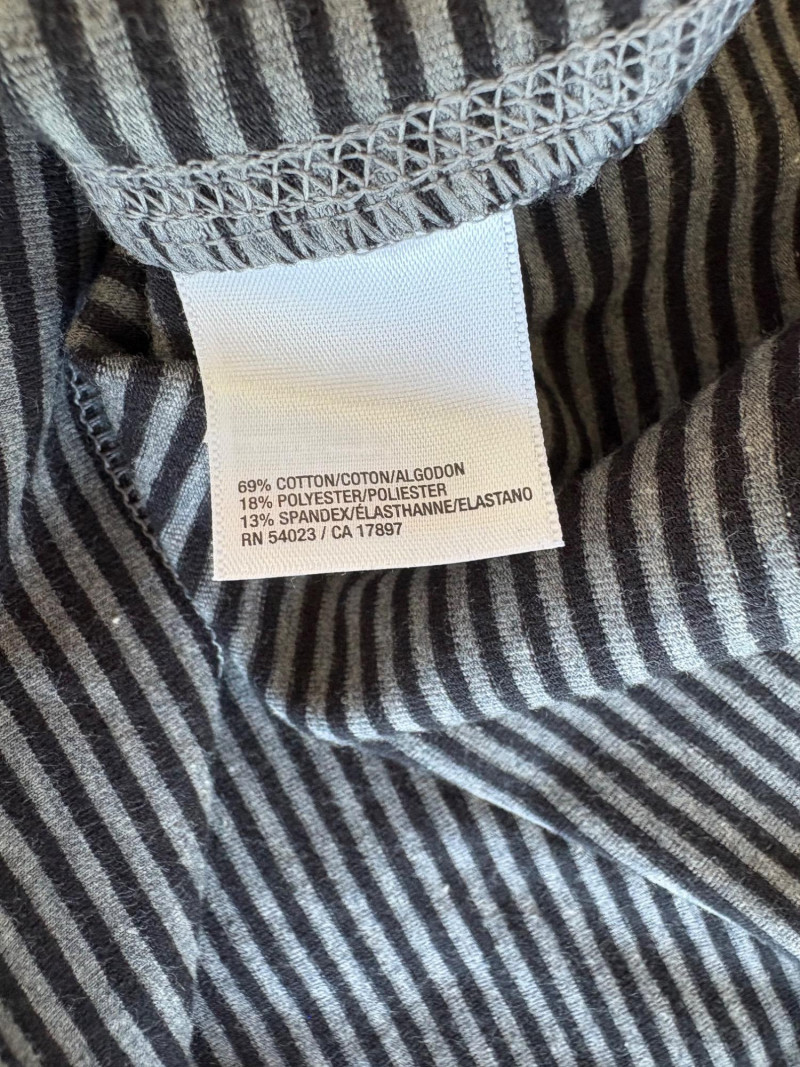 69% COTTON/COTON/ALGODON
18% POLYESTER/POLIESTER
13% SPANDEX/ÉLASTHANNE/ELASTANO
RN 54023 / CA 17897